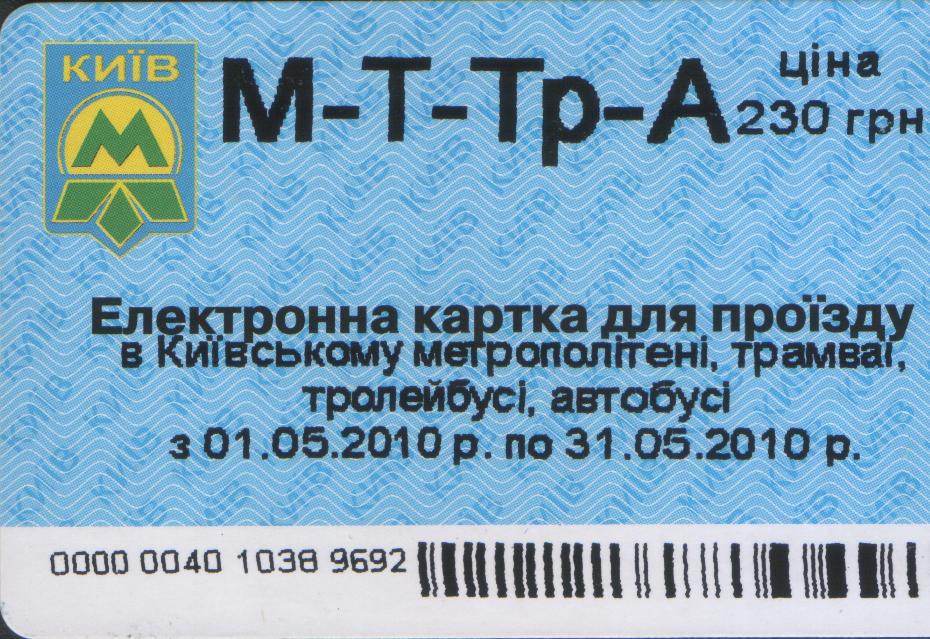 КИЇВ
М-Т-Тр-А
ціна
230 грн
Електронна картка для проїзду
в Київському метрополітені, трамваї,
тролейбусі, автобусі
з 01.05.2010 р. по 31.05.2010 р.
0000 0040 1038 9692